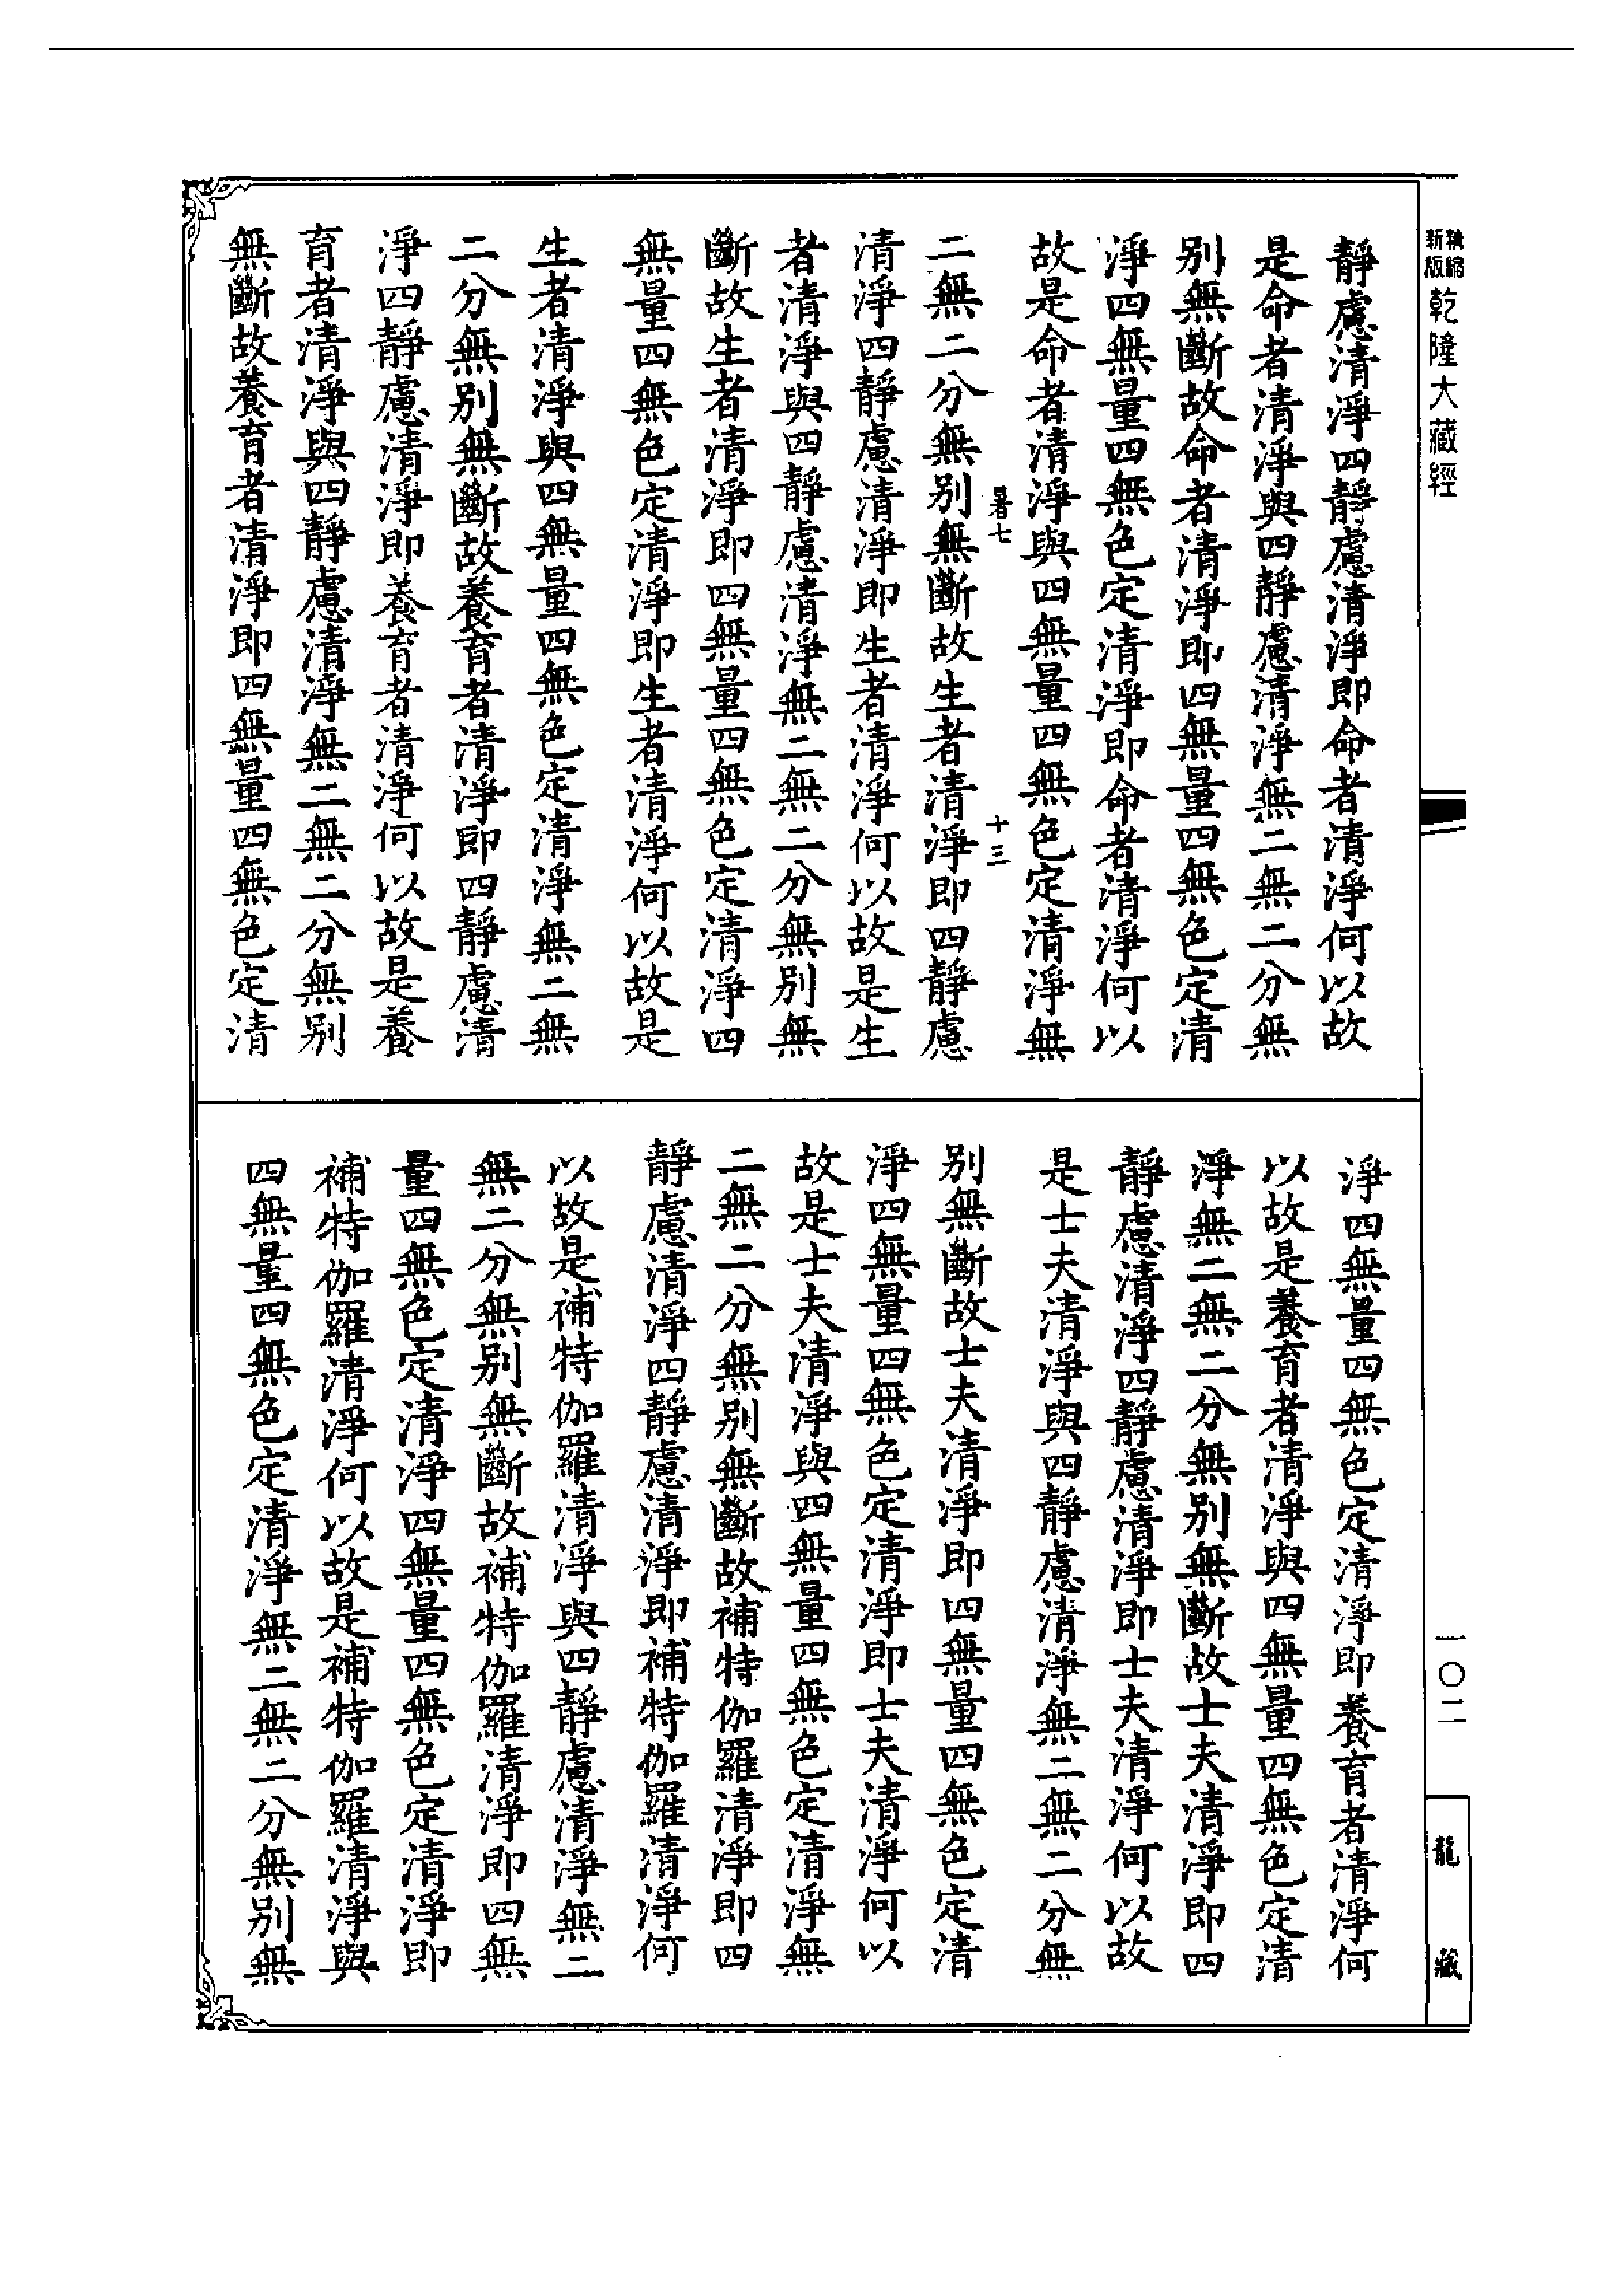 精縮
新版
乾隆大藏經
靜慮清淨四靜慮清淨即命者清淨何以故
是命者清淨與四靜慮清淨無二無二分無
別無斷故命者清淨即四無量四無色定清
淨四無量四無色定清淨即命者清淨何以
故是命者清淨與四無量四無色定清淨無
暑七 十三
二無二分無別無斷故生者清淨即四靜慮
清淨四靜慮清淨即生者清淨何以故是生
者清淨與四靜慮清淨無二無二分無別無
斷故生者清淨即四無量四無色定清淨四
無量四無色定清淨即生者清淨何以故是
生者清淨與四無量四無色定清淨無二無
二分無別無斷故養育者清淨即四靜慮清
淨四靜慮清淨即養育者清淨何以故是養
育者清淨與四靜慮清淨無二無二分無別
無斷故養育者清淨即四無量四無色定清
淨四無量四無色定清淨即養育者清淨何
以故是養育者清淨與四無量四無色定清
淨無二無二分無別無斷故士夫清淨即四
靜慮清淨四靜慮清淨即士夫清淨何以故
是士夫清淨與四靜慮清淨無二無二分無
別無斷故士夫清淨即四無量四無色定清
淨四無量四無色定清淨即士夫清淨何以
故是士夫清淨與四無量四無色定清淨無
二無二分無別無斷故補特伽羅清淨即四
靜慮清淨四靜慮清淨即補特伽羅清淨何
以故是補特伽羅清淨與四靜慮清淨無二
無二分無別無斷故補特伽羅清淨即四無
量四無色定清淨四無量四無色定清淨即
補特伽羅清淨何以故是補特伽羅清淨與
四無量四無色定清淨無二無二分無別無
一〇二
龍藏